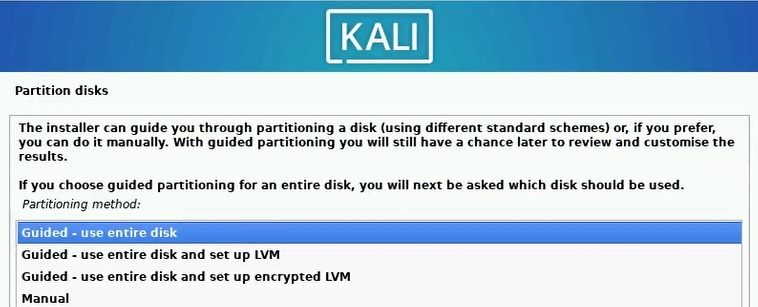 KALI
Partition disks
The installer can guide you through partitioning a disk (using different standard schemes) or, if you prefer,
you can do it manually. With guided partitioning you will still have a chance later to review and customise the
results.
If you choose guided partitioning for an entire disk, you will next be asked which disk should be used.
Partitioning method:
Guided - use entire disk
Guided - use entire disk and set up LVM
Guided - use entire disk and set up encrypted LVM
Manual